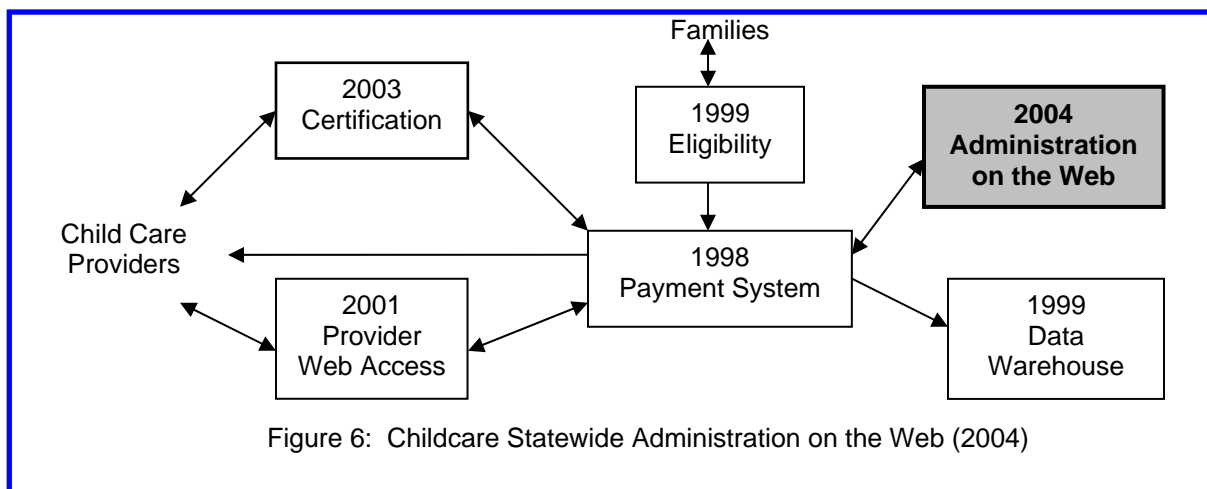 Families
2003
Certification
1999
Eligibility
2004
Administration
on the Web
Child Care
Providers
1998
Payment System
2001
Provider
Web Access
1999
Data
Warehouse
Figure 6:  Childcare Statewide Administration on the Web (2004)